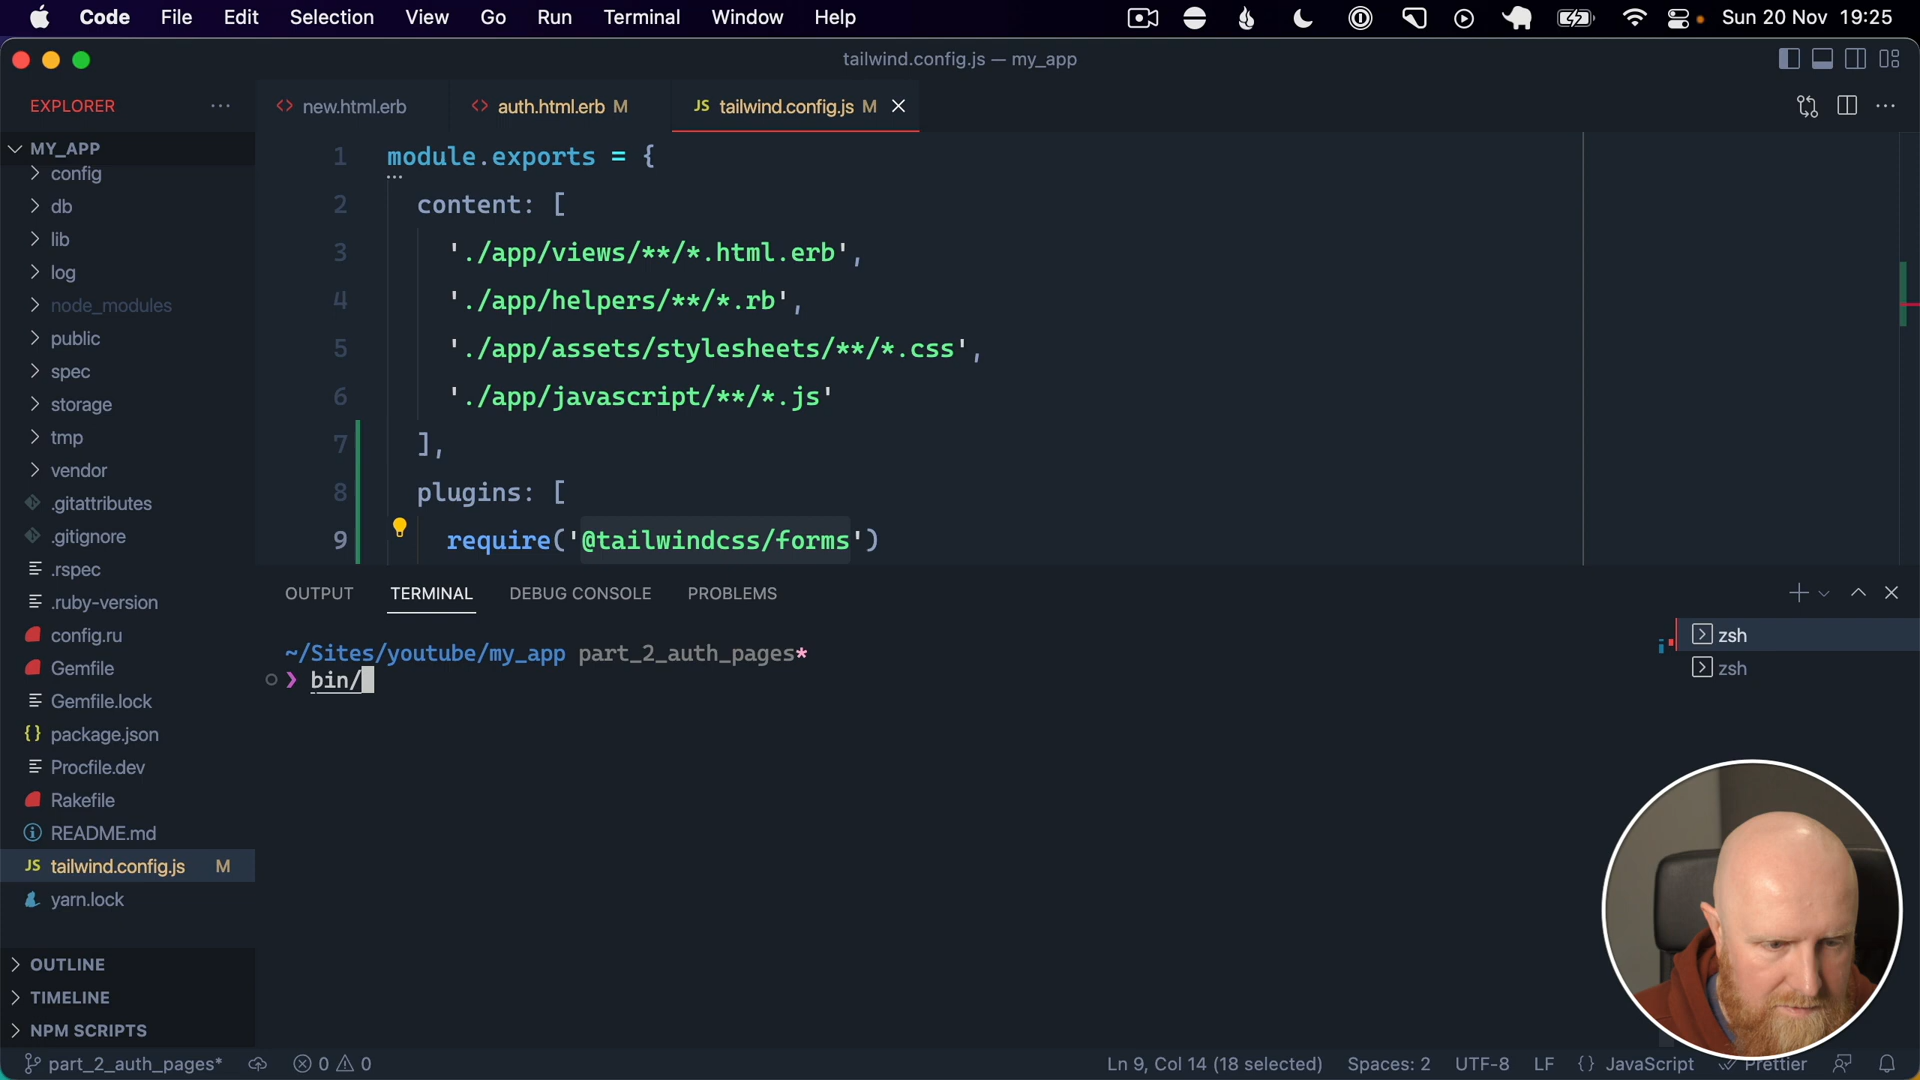 Code File Edit Selection View Go Run Terminal Window Help Sun 20 Nov 19:25
tailwind.config.js — my_app
EXPLORER ···
new.html.erb
auth.html.erb M
JS tailwind.config.js M
MY_APP
config
db
lib
log
node_modules
public
spec
storage
tmp
vendor
.gitattributes
.gitignore
.rspec
.ruby-version
config.ru
Gemfile
Gemfile.lock
package.json
Procfile.dev
Rakefile
README.md
JS tailwind.config.js M
yarn.lock
OUTLINE
TIMELINE
NPM SCRIPTS
1 module.exports = {
2 content: [
3 './app/views/**/*.html.erb',
4 './app/helpers/**/*.rb',
5 './app/assets/stylesheets/**/*.css',
6 './app/javascript/**/*.js'
7 ],
8 plugins: [
9 require('@tailwindcss/forms')
OUTPUT TERMINAL DEBUG CONSOLE PROBLEMS
~/Sites/youtube/my_app part_2_auth_pages*
❯ bin/
zsh
zsh
part_2_auth_pages* 0 0 Ln 9, Col 14 (18 selected) Spaces: 2 UTF-8 LF {} JavaScript Prettier